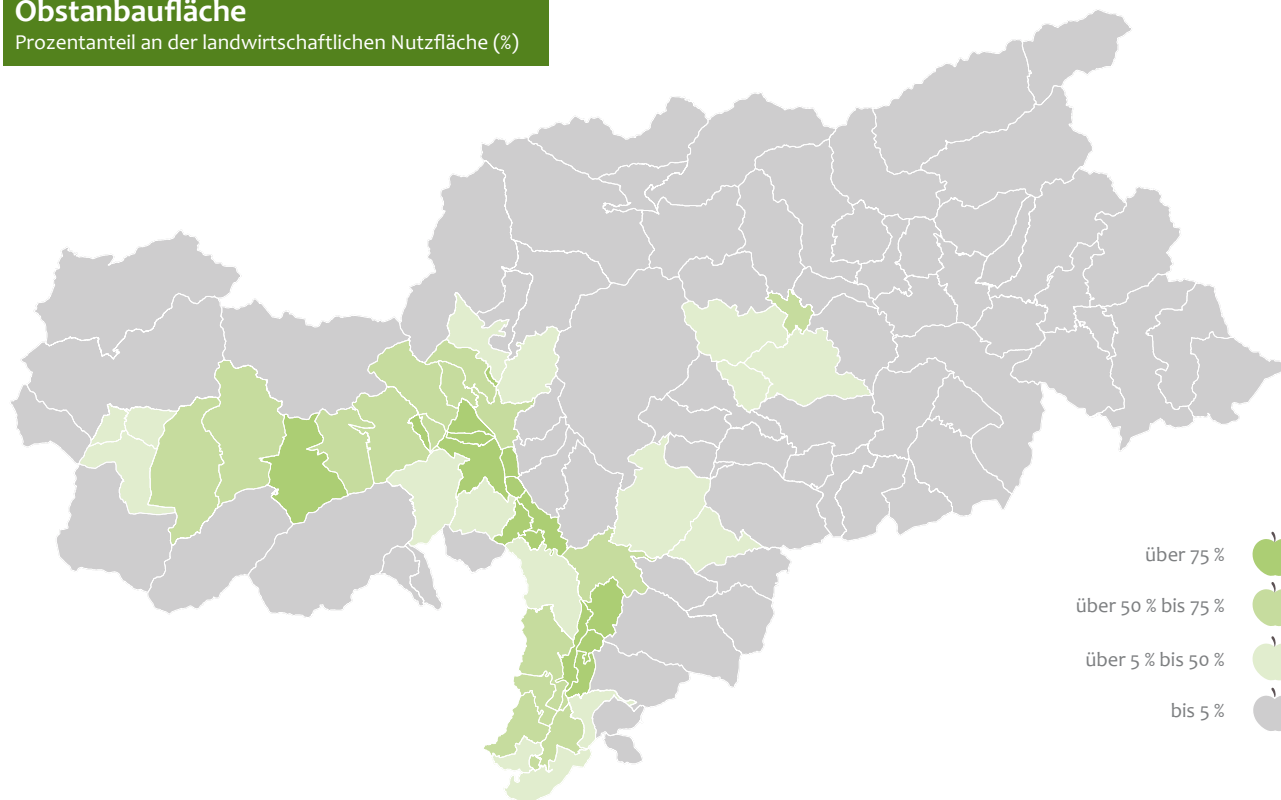 Obstanbaufläche
Prozentanteil an der landwirtschaftlichen Nutzfläche (%)
über 75 %
über 50 % bis 75 %
über 5 % bis 50 %
bis 5 %